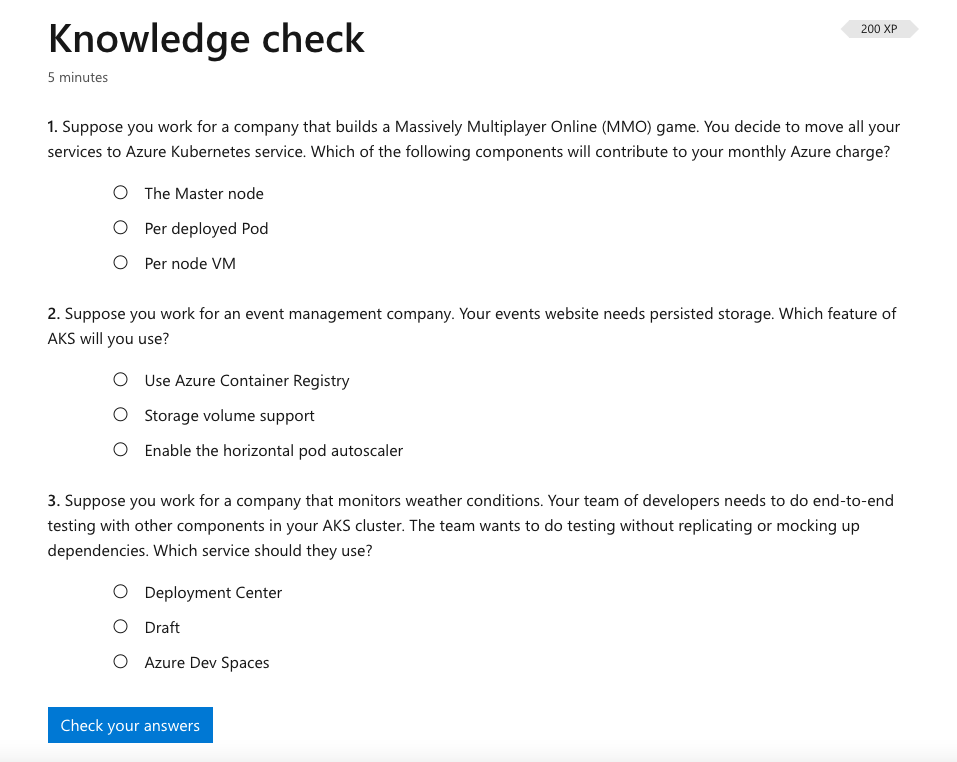 Knowledge check
200 XP
5 minutes
1. Suppose you work for a company that builds a Massively Multiplayer Online (MMO) game. You decide to move all your
services to Azure Kubernetes service. Which of the following components will contribute to your monthly Azure charge?
The Master node
Per deployed Pod
Per node VM
2. Suppose you work for an event management company. Your events website needs persisted storage. Which feature of
AKS will you use?
Use Azure Container Registry
Storage volume support
Enable the horizontal pod autoscaler
3. Suppose you work for a company that monitors weather conditions. Your team of developers needs to do end-to-end
testing with other components in your AKS cluster. The team wants to do testing without replicating or mocking up
dependencies. Which service should they use?
Deployment Center
Draft
Azure Dev Spaces
Check your answers